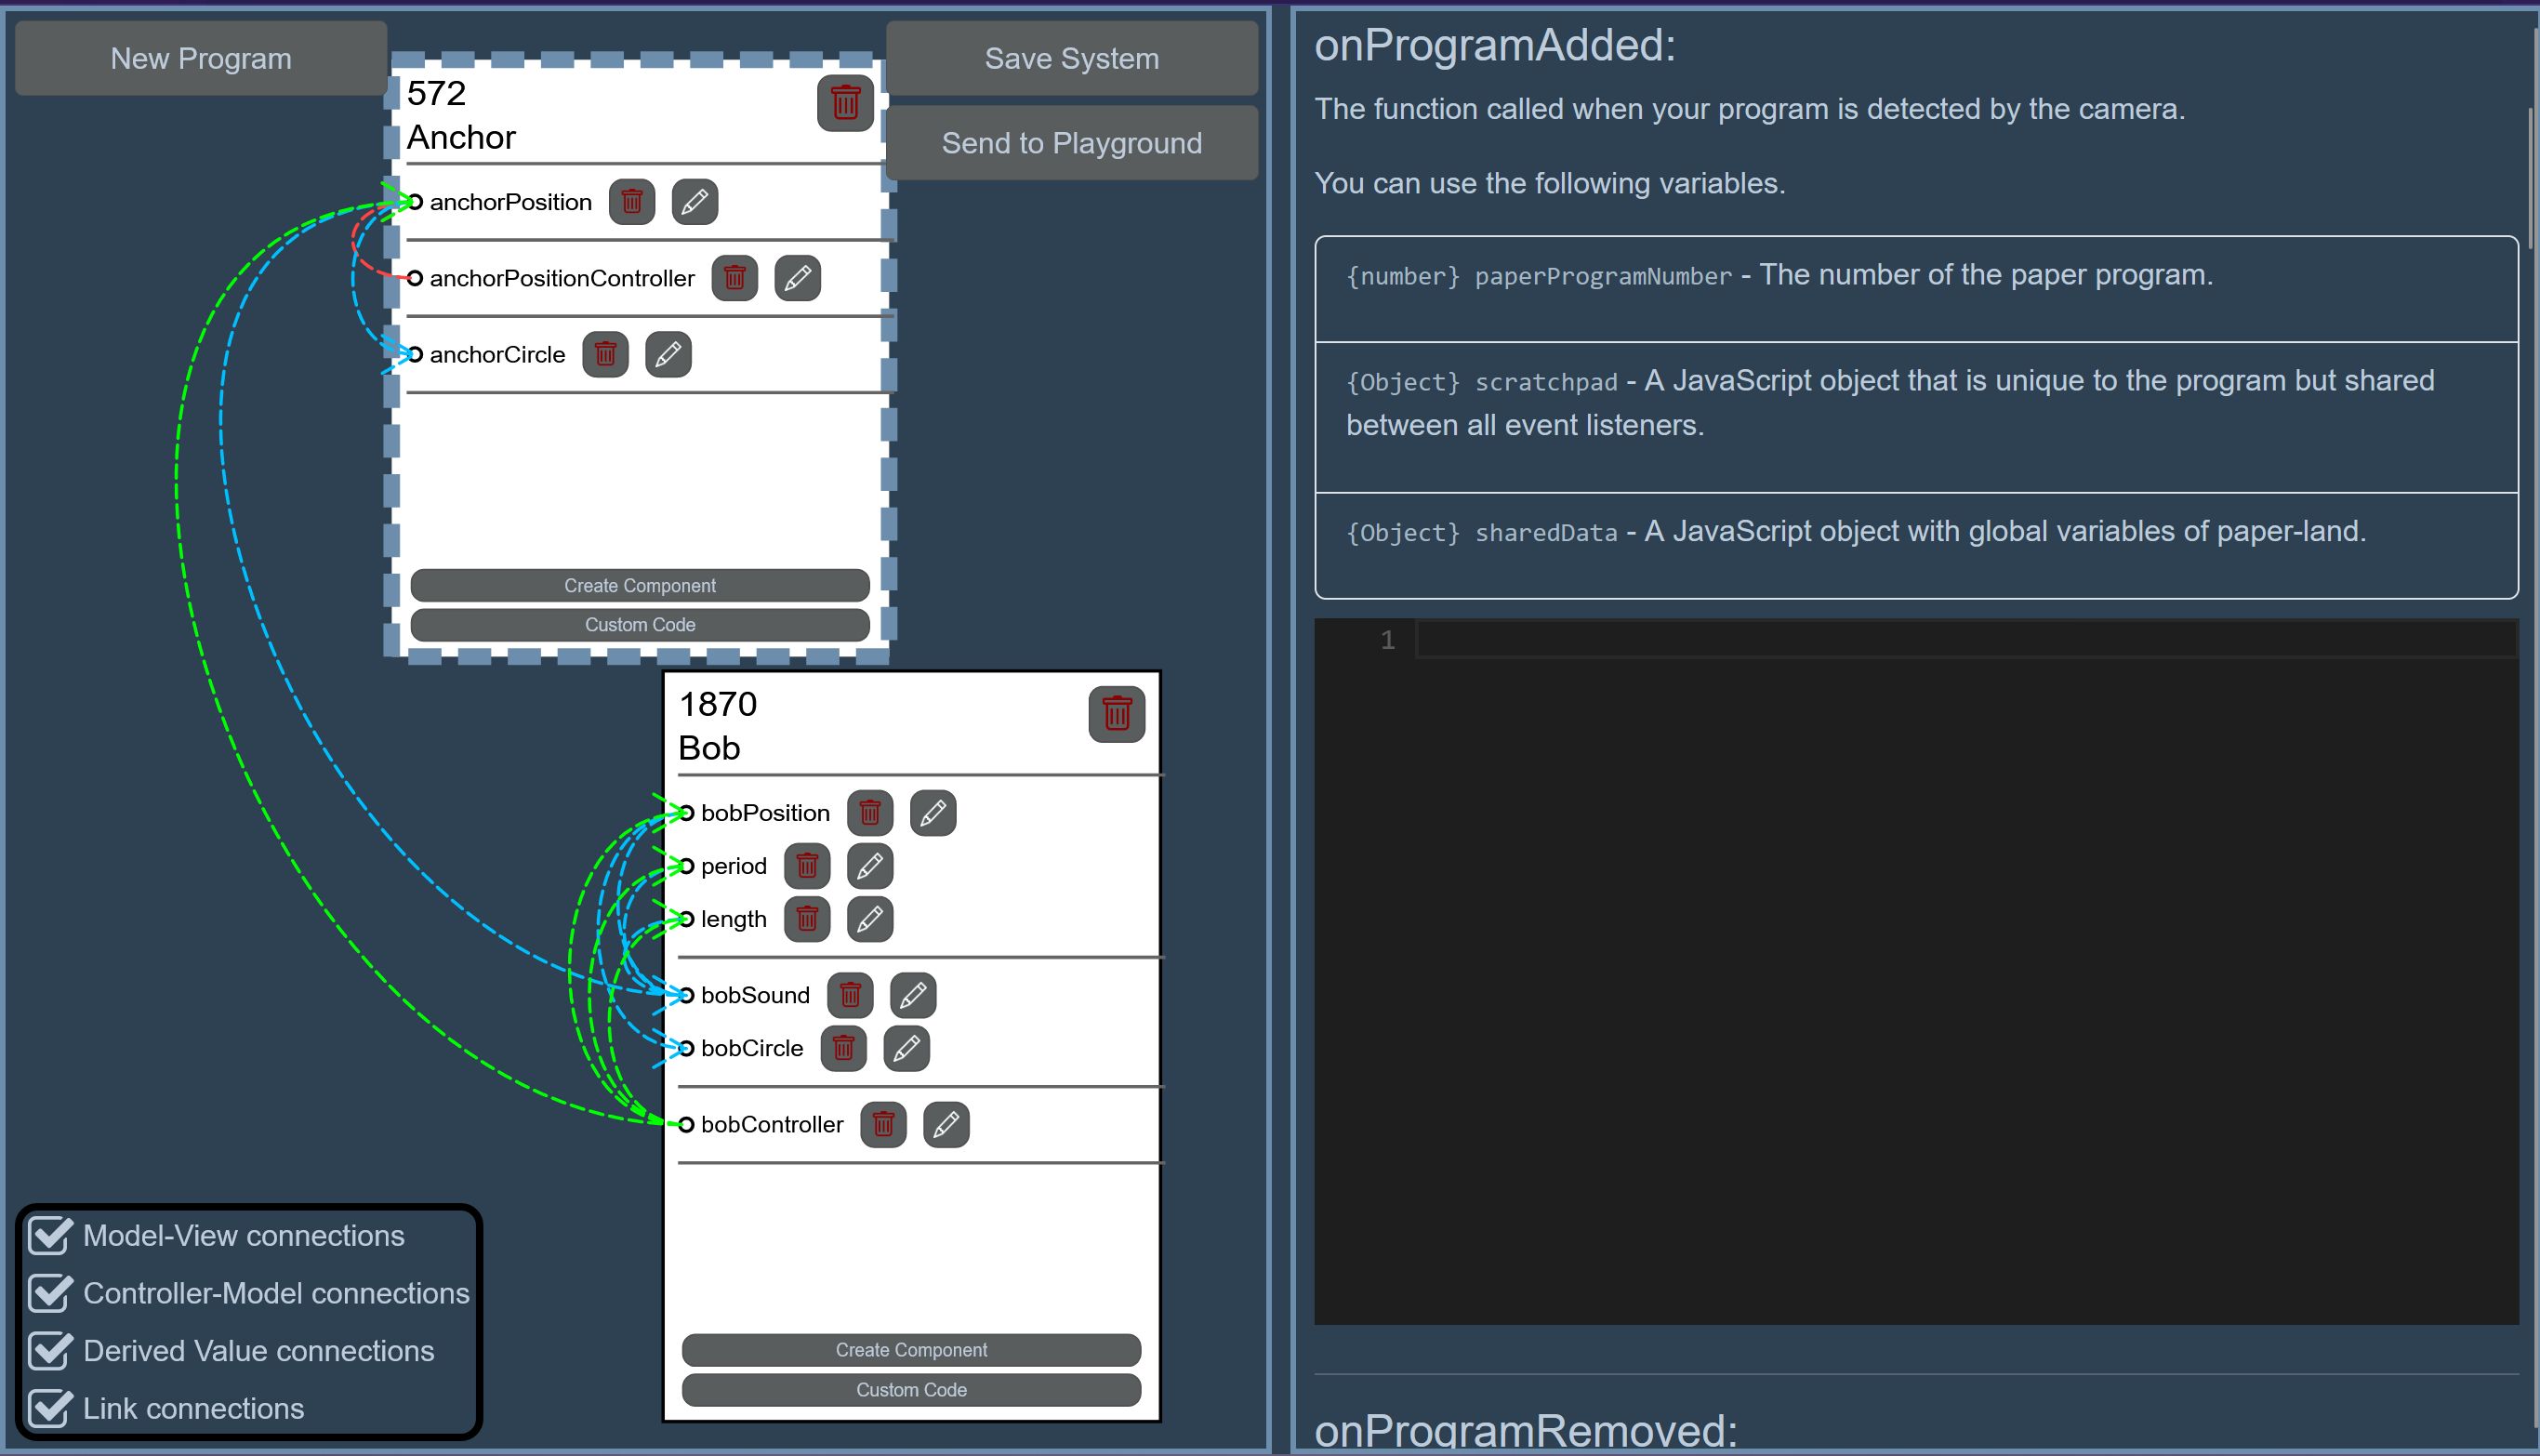 New Program
Save System
Send to Playground
572
Anchor
anchorPosition
anchorPositionController
anchorCircle
Create Component
Custom Code
1870
Bob
bobPosition
period
length
bobSound
bobCircle
bobController
Create Component
Custom Code
Model-View connections
Controller-Model connections
Derived Value connections
Link connections
onProgramAdded:
The function called when your program is detected by the camera.
You can use the following variables.
{number} paperProgramNumber - The number of the paper program.
{Object} scratchpad - A JavaScript object that is unique to the program but shared
between all event listeners.
{Object} sharedData - A JavaScript object with global variables of paper-land.
1
onProgramRemoved: